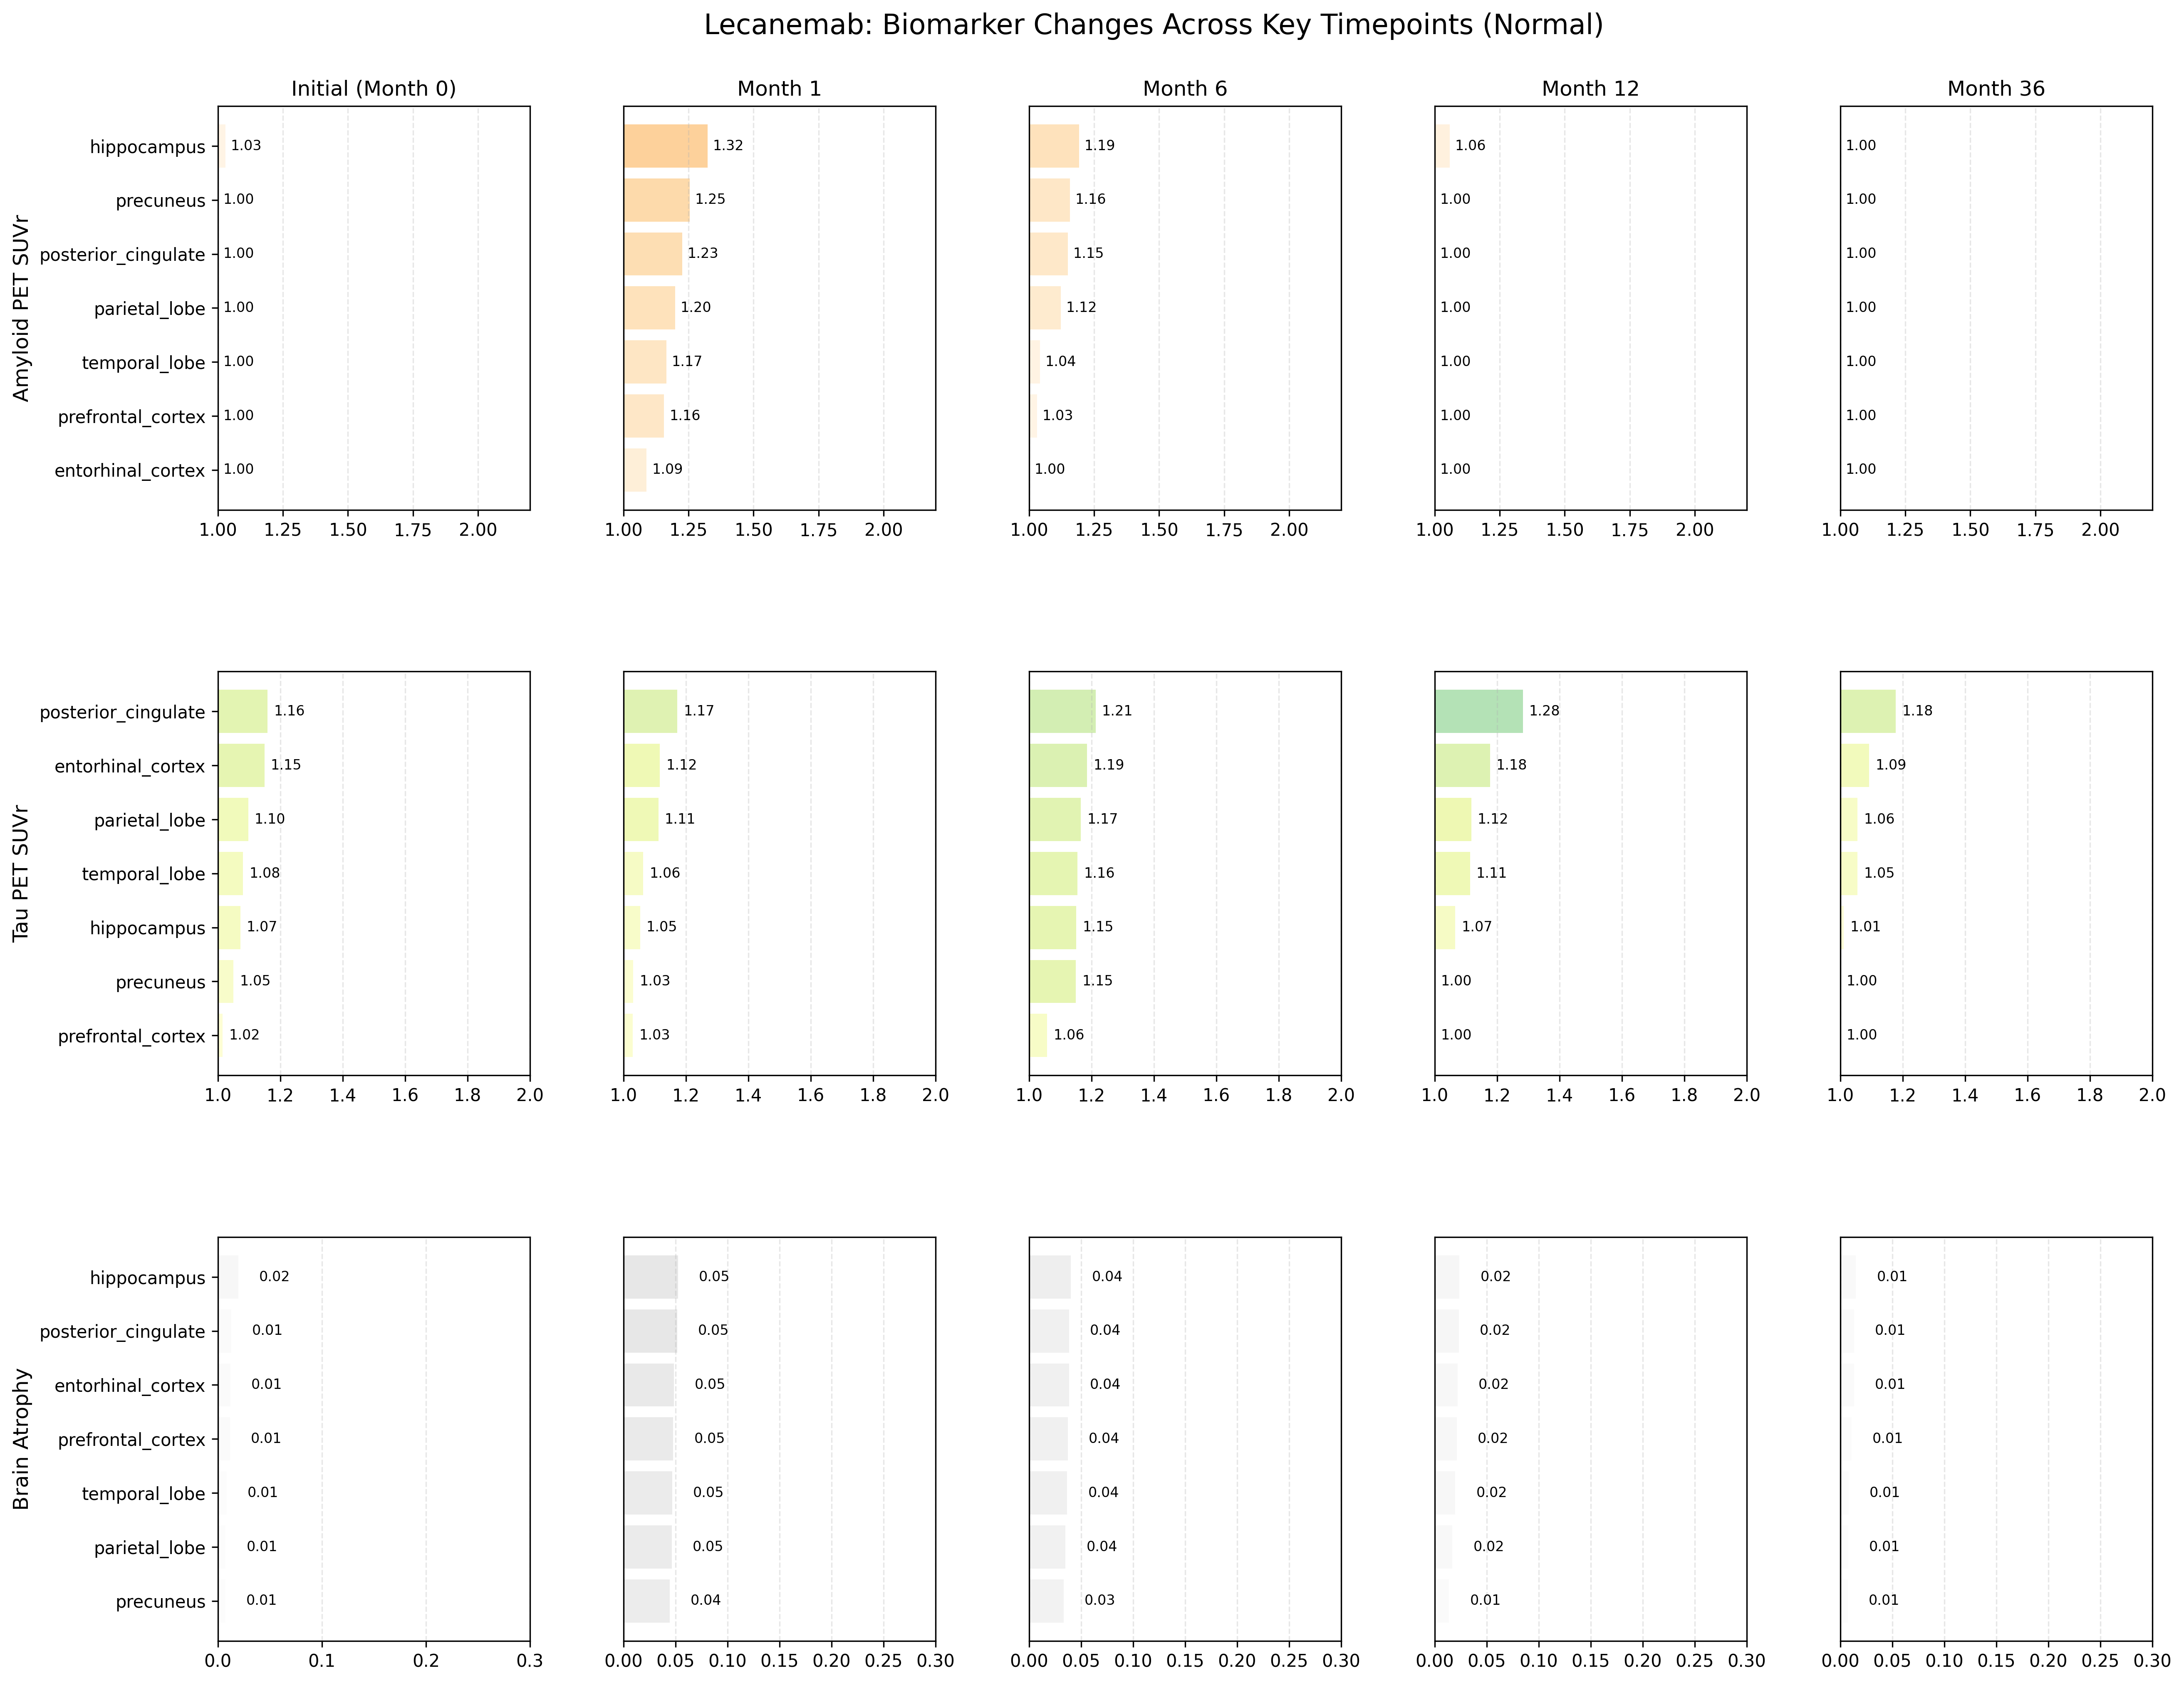 Lecanemab: Biomarker Changes Across Key Timepoints (Normal)
Initial (Month 0) Month 1 Month 6 Month 12 Month 36
Amyloid PET SUVr
hippocampus 1.03 1.32 1.19 1.06 1.00
precuneus 1.00 1.25 1.16 1.00 1.00
posterior_cingulate 1.00 1.23 1.15 1.00 1.00
parietal_lobe 1.00 1.20 1.12 1.00 1.00
temporal_lobe 1.00 1.17 1.04 1.00 1.00
prefrontal_cortex 1.00 1.16 1.03 1.00 1.00
entorhinal_cortex 1.00 1.09 1.00 1.00 1.00
1.00 1.25 1.50 1.75 2.00 1.00 1.25 1.50 1.75 2.00 1.00 1.25 1.50 1.75 2.00 1.00 1.25 1.50 1.75 2.00 1.00 1.25 1.50 1.75 2.00
Tau PET SUVr
posterior_cingulate 1.16 1.17 1.21 1.28 1.18
entorhinal_cortex 1.15 1.12 1.19 1.18 1.09
parietal_lobe 1.10 1.11 1.17 1.12 1.06
temporal_lobe 1.08 1.06 1.16 1.11 1.05
hippocampus 1.07 1.05 1.15 1.07 1.01
precuneus 1.05 1.03 1.15 1.00 1.00
prefrontal_cortex 1.02 1.03 1.06 1.00 1.00
1.0 1.2 1.4 1.6 1.8 2.0 1.0 1.2 1.4 1.6 1.8 2.0 1.0 1.2 1.4 1.6 1.8 2.0 1.0 1.2 1.4 1.6 1.8 2.0 1.0 1.2 1.4 1.6 1.8 2.0
Brain Atrophy
hippocampus 0.02 0.05 0.04 0.02 0.01
posterior_cingulate 0.01 0.05 0.04 0.02 0.01
entorhinal_cortex 0.01 0.05 0.04 0.02 0.01
prefrontal_cortex 0.01 0.05 0.04 0.02 0.01
temporal_lobe 0.01 0.05 0.04 0.02 0.01
parietal_lobe 0.01 0.05 0.04 0.02 0.01
precuneus 0.01 0.04 0.03 0.01 0.01
0.0 0.1 0.2 0.3 0.00 0.05 0.10 0.15 0.20 0.25 0.30 0.00 0.05 0.10 0.15 0.20 0.25 0.30 0.00 0.05 0.10 0.15 0.20 0.25 0.30 0.00 0.05 0.10 0.15 0.20 0.25 0.30